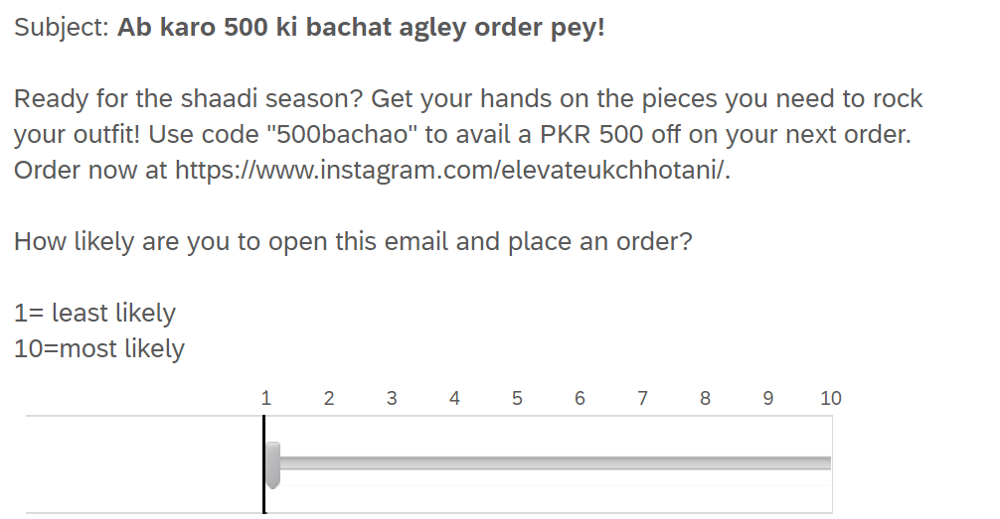 Subject: Ab karo 500 ki bachat agley order pey!
Ready for the shaadi season? Get your hands on the pieces you need to rock
your outfit! Use code "500bachao" to avail a PKR 500 off on your next order.
Order now at https://www.instagram.com/elevateukchhotani/.
How likely are you to open this email and place an order?
1= least likely
10=most likely
1 2 3 4 5 6 7 8 9 10